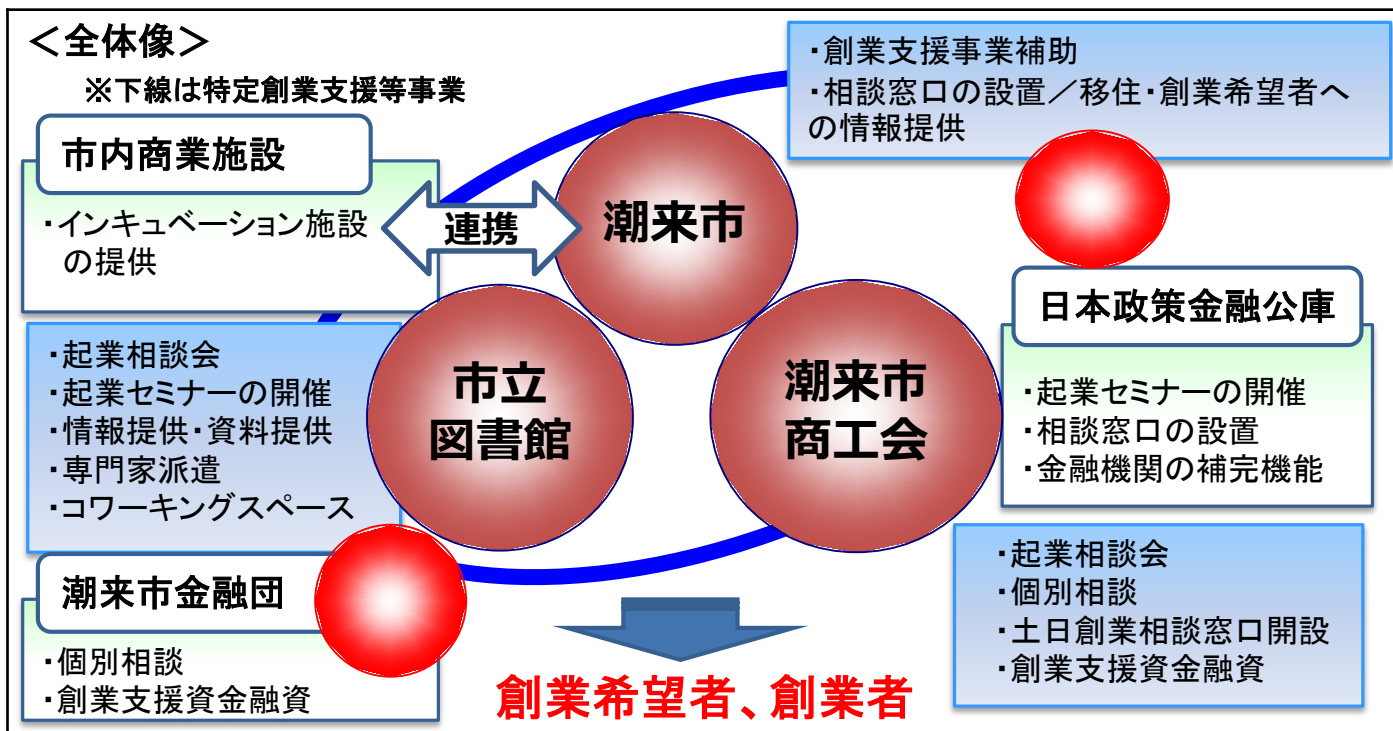 ＜全体像＞
※下線は特定創業支援等事業
・創業支援事業補助
・相談窓口の設置／移住・創業希望者へ
の情報提供
市内商業施設
・インキュベーション施設
の提供
連携
潮来市
日本政策金融公庫
・起業セミナーの開催
・相談窓口の設置
・金融機関の補完機能
・起業相談会
・起業セミナーの開催
・情報提供・資料提供
・専門家派遣
・コワーキングスペース
市立
図書館
潮来市
商工会
潮来市金融団
・個別相談
・創業支援資金融資
・起業相談会
・個別相談
・土日創業相談窓口開設
・創業支援資金融資
創業希望者、創業者